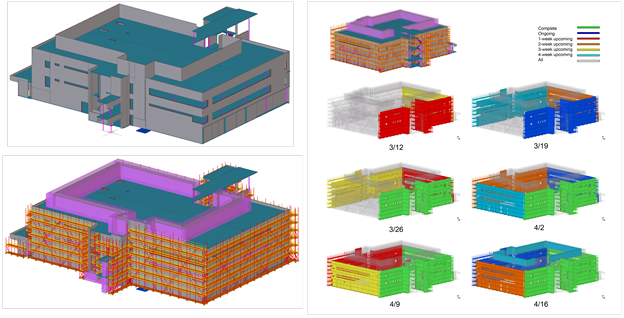 Complete
Ongoing
1-week upcoming
2-week upcoming
3-week upcoming
4-week upcoming
All
3/12
3/19
3/26
4/2
4/9
4/16